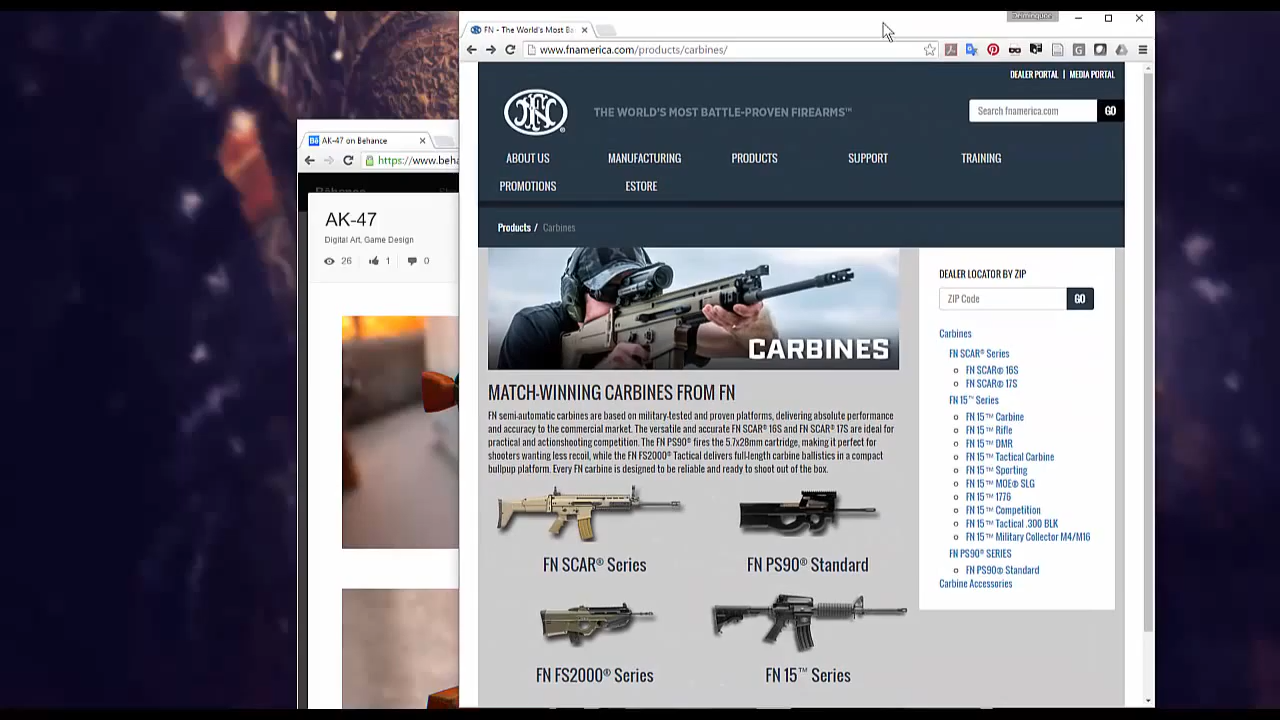 FN - The World's Most Ba
www.fnamerica.com/products/carbines/
DEALER PORTAL | MEDIA PORTAL
FN
THE WORLD'S MOST BATTLE-PROVEN FIREARMS™
Search fnamerica.com GO
ABOUT US MANUFACTURING PRODUCTS SUPPORT TRAINING
PROMOTIONS ESTORE
Products / Carbines
CARBINES
MATCH-WINNING CARBINES FROM FN
FN semi-automatic carbines are based on military-tested and proven platforms, delivering absolute performance
and accuracy to the commercial market. The versatile and accurate FN SCAR® 16S and FN SCAR® 17S are ideal for
practical and actionshooting competition. The FN PS90® fires the 5.7x28mm cartridge, making it perfect for
shooters wanting less recoil, while the FN FS2000® Tactical delivers full-length carbine ballistics in a compact
bullpup platform. Every FN carbine is designed to be reliable and ready to shoot out of the box.
FN SCAR® Series
FN PS90® Standard
FN FS2000® Series
FN 15™ Series
DEALER LOCATOR BY ZIP
ZIP Code GO
Carbines
FN SCAR® Series
FN SCAR® 16S
FN SCAR® 17S
FN 15™ Series
FN 15™ Carbine
FN 15™ Rifle
FN 15™ DMR
FN 15™ Tactical Carbine
FN 15™ Sporting
FN 15™ MOE® SLG
FN 15™ 1776
FN 15™ Competition
FN 15™ Tactical .300 BLK
FN 15™ Military Collector M4/M16
FN PS90® SERIES
FN PS90® Standard
Carbine Accessories
Bē AK-47 on Behance
https://www.beha
Bēhance
AK-47
Digital Art, Game Design
26 1 0